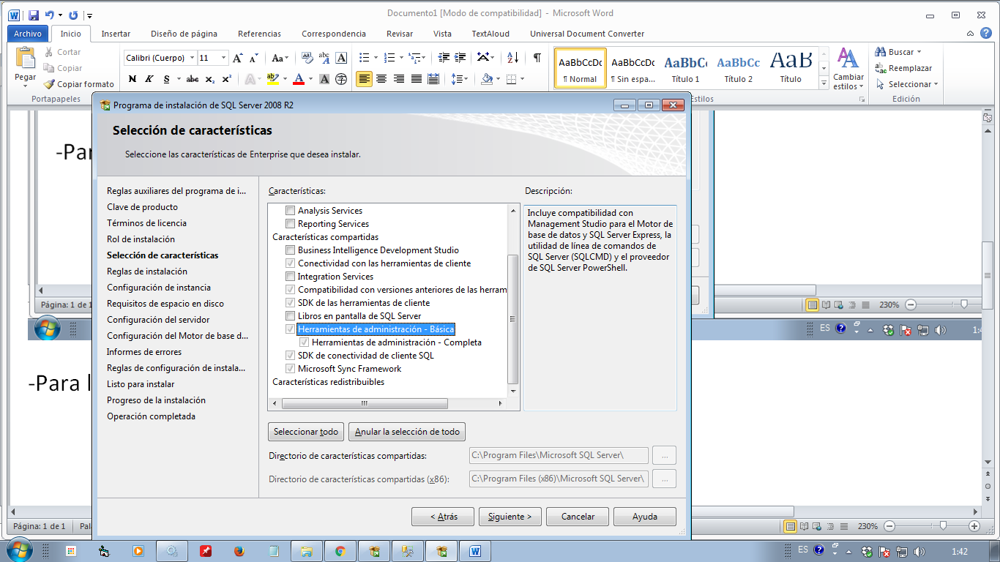 Documento1 [Modo de compatibilidad] - Microsoft Word
Archivo Inicio Insertar Diseño de página Referencias Correspondencia Revisar Vista TextAloud Universal Document Converter
Pegar
Cortar
Copiar
Copiar formato
Portapapeles
Calibri (Cuerpo) 11
N K S abc x₂ x²
AaBbCcDc AaBbCcDc AaBbCc AaBbCc AaB
¶ Normal ¶ Sin espa... Título 1 Título 2 Título
Cambiar estilos
Estilos
Buscar
Reemplazar
Seleccionar
Edición
Programa de instalación de SQL Server 2008 R2
Selección de características
Seleccione las características de Enterprise que desea instalar.
Reglas auxiliares del programa de i...
Clave de producto
Términos de licencia
Rol de instalación
Selección de características
Reglas de instalación
Configuración de instancia
Requisitos de espacio en disco
Configuración del servidor
Configuración del Motor de base d...
Informes de errores
Reglas de configuración de instala...
Listo para instalar
Progreso de la instalación
Operación completada
Características:
Analysis Services
Reporting Services
Características compartidas
Business Intelligence Development Studio
Conectividad con las herramientas de cliente
Integration Services
Compatibilidad con versiones anteriores de las herram
SDK de las herramientas de cliente
Libros en pantalla de SQL Server
Herramientas de administración - Básica
Herramientas de administración - Completa
SDK de conectividad de cliente SQL
Microsoft Sync Framework
Características redistribuibles
Descripción:
Incluye compatibilidad con
Management Studio para el Motor de
base de datos y SQL Server Express, la
utilidad de línea de comandos de
SQL Server (SQLCMD) y el proveedor
de SQL Server PowerShell.
Seleccionar todo Anular la selección de todo
Directorio de características compartidas: C:\Program Files\Microsoft SQL Server\ ...
Directorio de características compartidas (x86): C:\Program Files (x86)\Microsoft SQL Server\ ...
< Atrás Siguiente > Cancelar Ayuda
-Par
Página: 1 de 1
230%
ES 1:4
-Para l
Página: 1 de 1 Pala
230%
ES 1:42